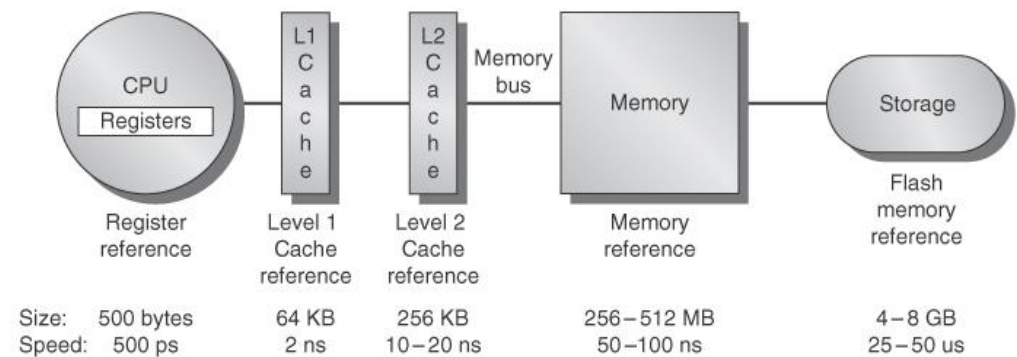 CPU
Registers
L1
C
a
c
h
e
L2
C
a
c
h
e
Memory
bus
Memory
Storage
Register
reference
Level 1
Cache
reference
Level 2
Cache
reference
Memory
reference
Flash
memory
reference
Size: 500 bytes 64 KB 256 KB 256–512 MB 4–8 GB
Speed: 500 ps 2 ns 10–20 ns 50–100 ns 25–50 us